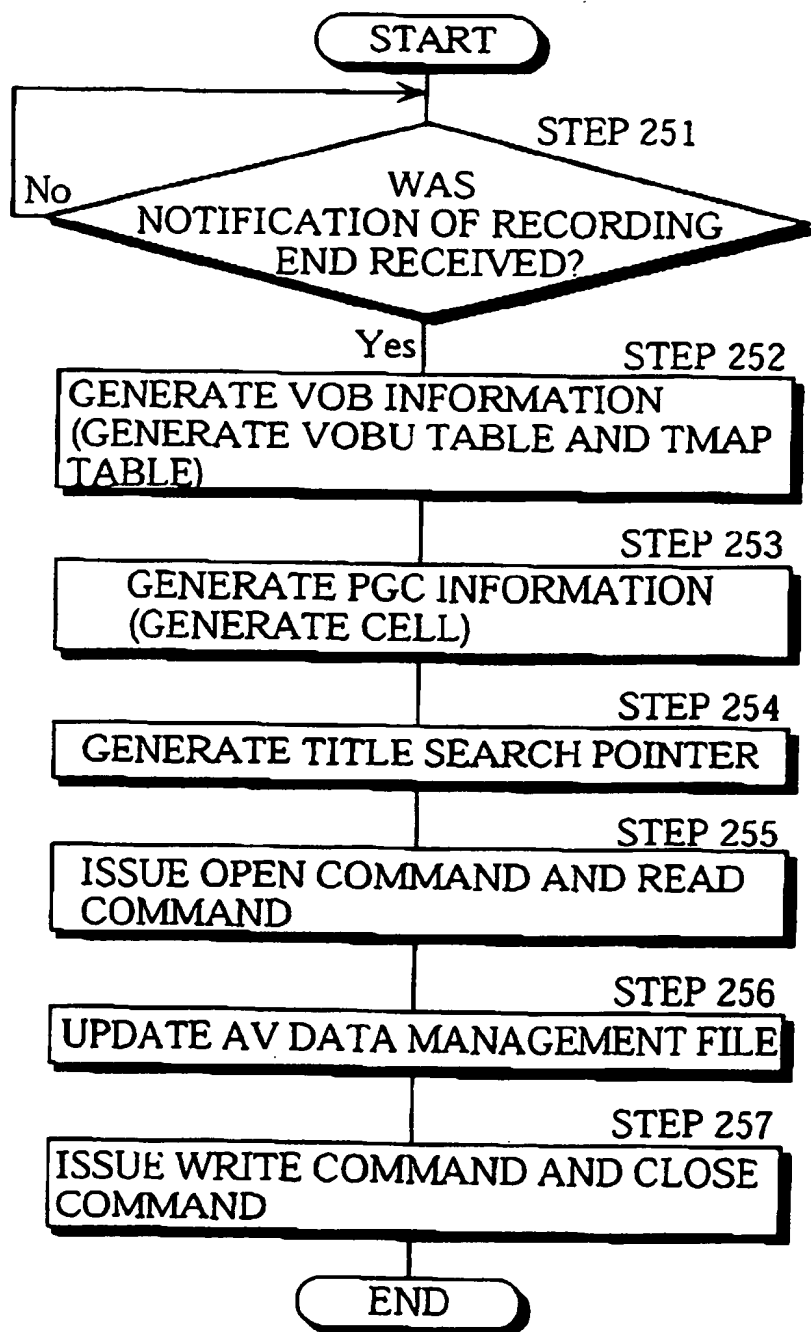 START
STEP 251
No
WAS
NOTIFICATION OF RECORDING
END RECEIVED?
Yes
STEP 252
GENERATE VOB INFORMATION
(GENERATE VOBU TABLE AND TMAP
TABLE)
STEP 253
GENERATE PGC INFORMATION
(GENERATE CELL)
STEP 254
GENERATE TITLE SEARCH POINTER
STEP 255
ISSUE OPEN COMMAND AND READ
COMMAND
STEP 256
UPDATE AV DATA MANAGEMENT FILE
STEP 257
ISSUE WRITE COMMAND AND CLOSE
COMMAND
END